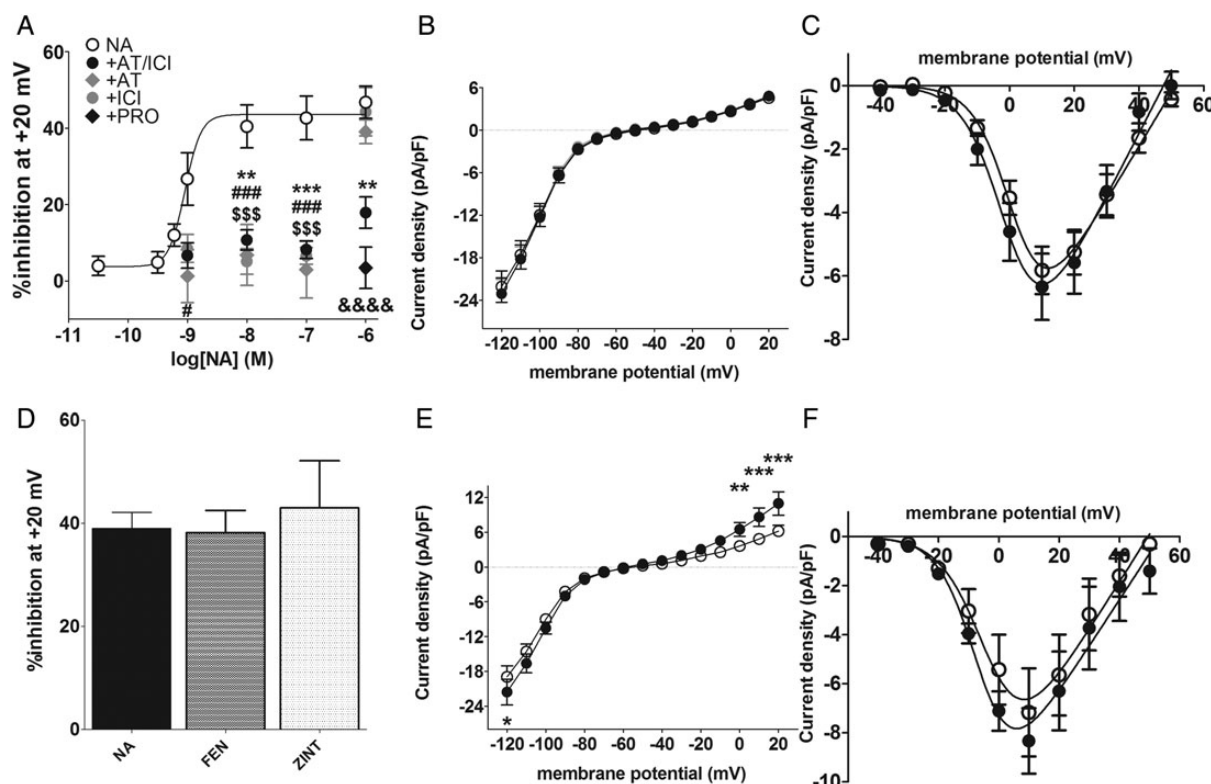 A
NA
+AT/ICI
+AT
+ICI
+PRO
%inhibition at +20 mV
60
40
20
0
**
###
$$$
***
###
$$$
**
#
&&&&
-11 -10 -9 -8 -7 -6
log[NA] (M)
B
Current density (pA/pF)
6
0
-6
-12
-18
-24
-120 -100 -80 -60 -40 -20 0 20
membrane potential (mV)
C
membrane potential (mV)
-40 -20 0 20 40 60
Current density (pA/pF)
0
-2
-4
-6
-8
D
%inhibition at +20 mV
60
40
20
0
NA FEN ZINT
E
Current density (pA/pF)
12
6
0
-6
-12
-18
-24
***
***
**
*
-120 -100 -80 -60 -40 -20 0 20
membrane potential (mV)
F
membrane potential (mV)
-40 -20 0 20 40 60
Current density (pA/pF)
0
-2
-4
-6
-8
-10